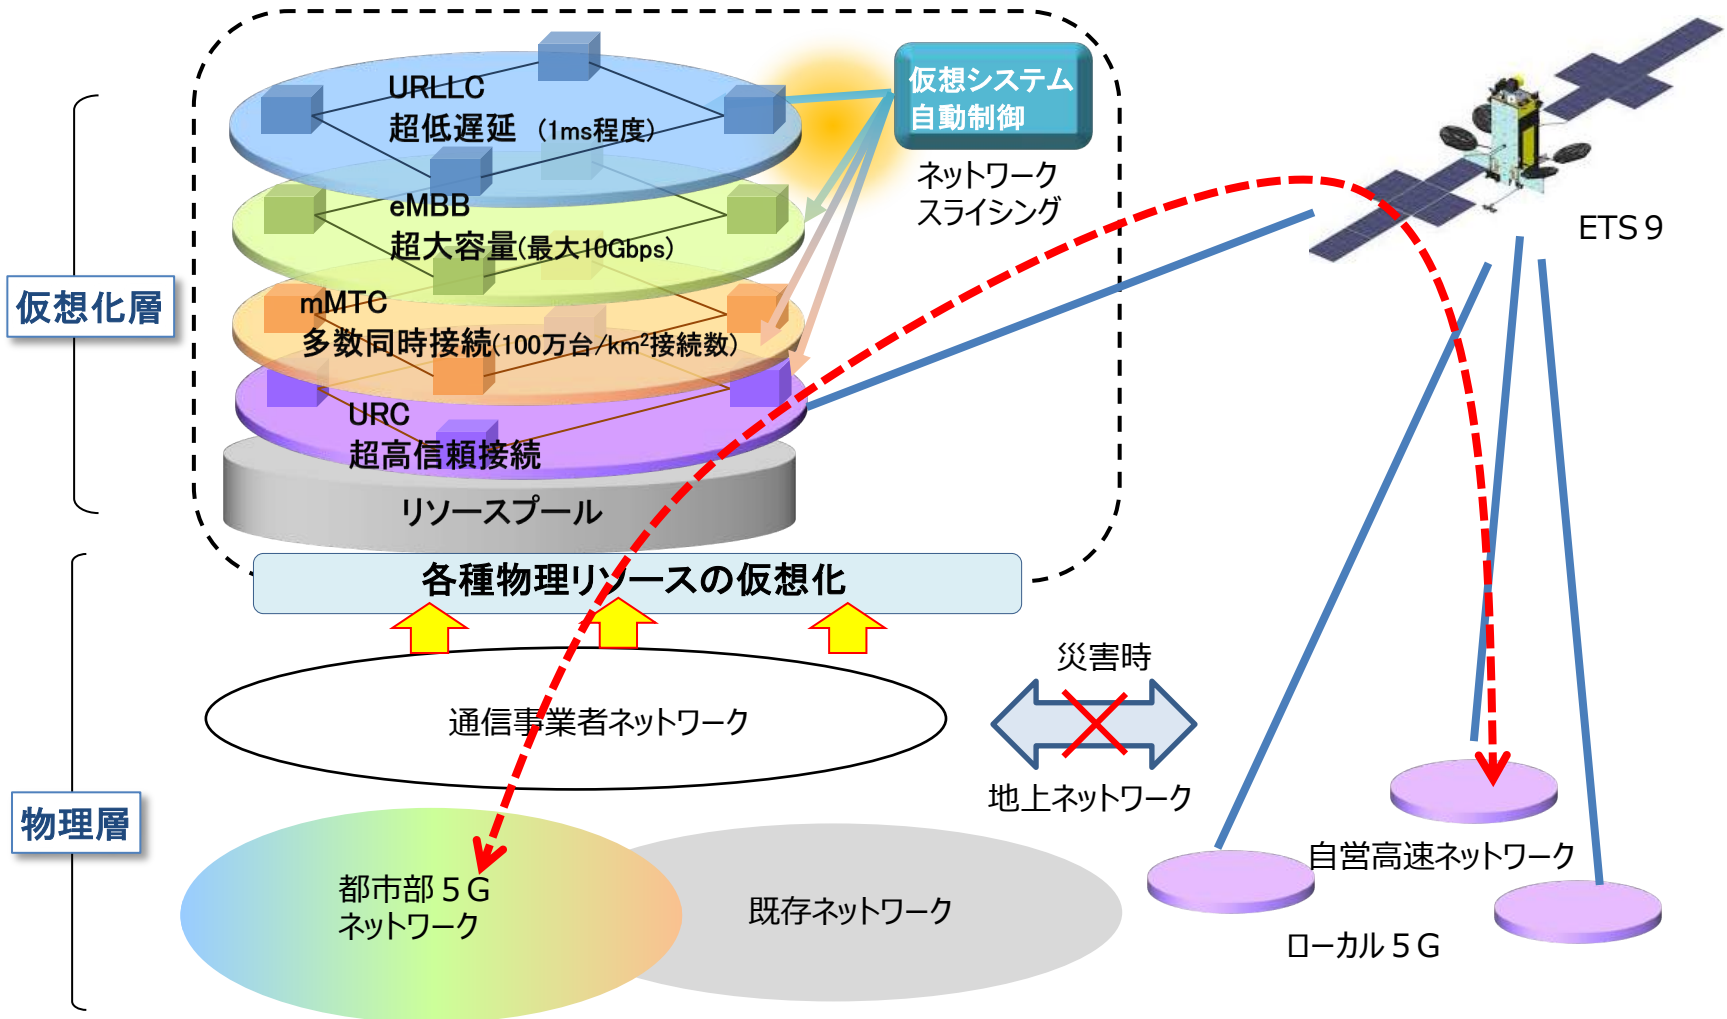 URLLC
超低遅延 (1ms程度)
仮想システム
自動制御
ネットワーク
スライシング
eMBB
超大容量(最大10Gbps)
ETS9
仮想化層
mMTC
多数同時接続(100万台/km²接続数)
URC
超高信頼接続
リソースプール
各種物理リソースの仮想化
災害時
通信事業者ネットワーク
地上ネットワーク
物理層
自営高速ネットワーク
都市部5G
ネットワーク
既存ネットワーク
ローカル5G